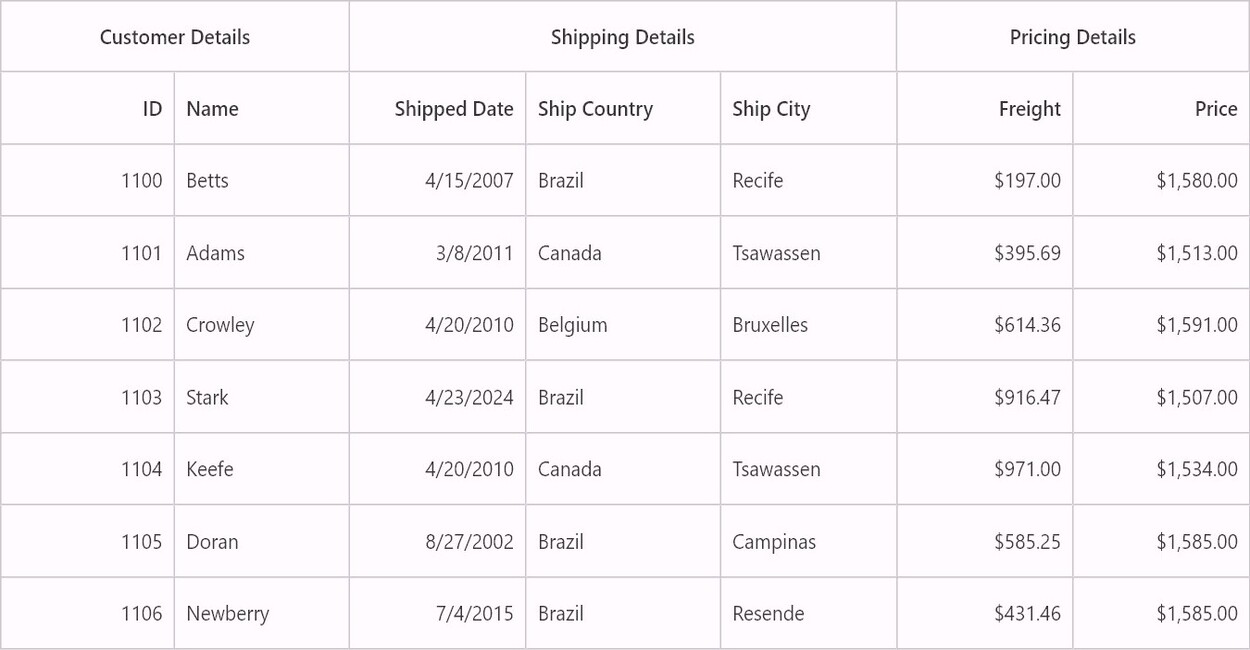 Customer Details Shipping Details Pricing Details
ID Name Shipped Date Ship Country Ship City Freight Price
1100 Betts 4/15/2007 Brazil Recife $197.00 $1,580.00
1101 Adams 3/8/2011 Canada Tsawassen $395.69 $1,513.00
1102 Crowley 4/20/2010 Belgium Bruxelles $614.36 $1,591.00
1103 Stark 4/23/2024 Brazil Recife $916.47 $1,507.00
1104 Keefe 4/20/2010 Canada Tsawassen $971.00 $1,534.00
1105 Doran 8/27/2002 Brazil Campinas $585.25 $1,585.00
1106 Newberry 7/4/2015 Brazil Resende $431.46 $1,585.00